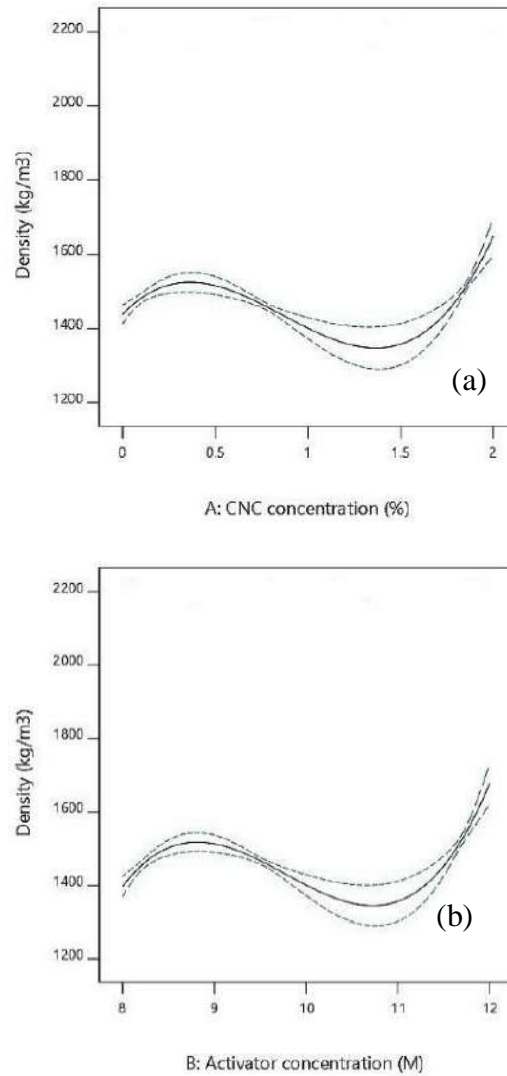 2200
2000
1800
1600
1400
1200
Density (kg/m3)
(a)
0 0.5 1 1.5 2
A: CNC concentration (%)
2200
2000
1800
1600
1400
1200
Density (kg/m3)
(b)
8 9 10 11 12
B: Activator concentration (M)